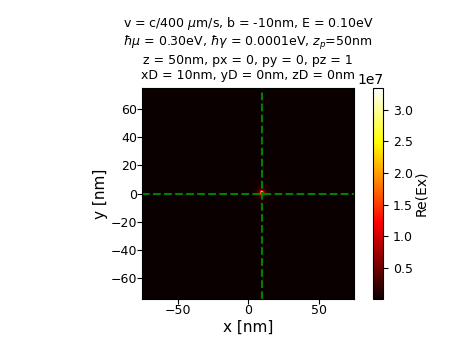 v = c/400 μm/s, b = -10nm, E = 0.10eV
ħμ = 0.30eV, ħγ = 0.0001eV, zₚ=50nm
z = 50nm, px = 0, py = 0, pz = 1
xD = 10nm, yD = 0nm, zD = 0nm
1e7
3.0
2.5
2.0
1.5
1.0
0.5
Re(Ex)
60
40
20
0
−20
−40
−60
y [nm]
−50 0 50
x [nm]